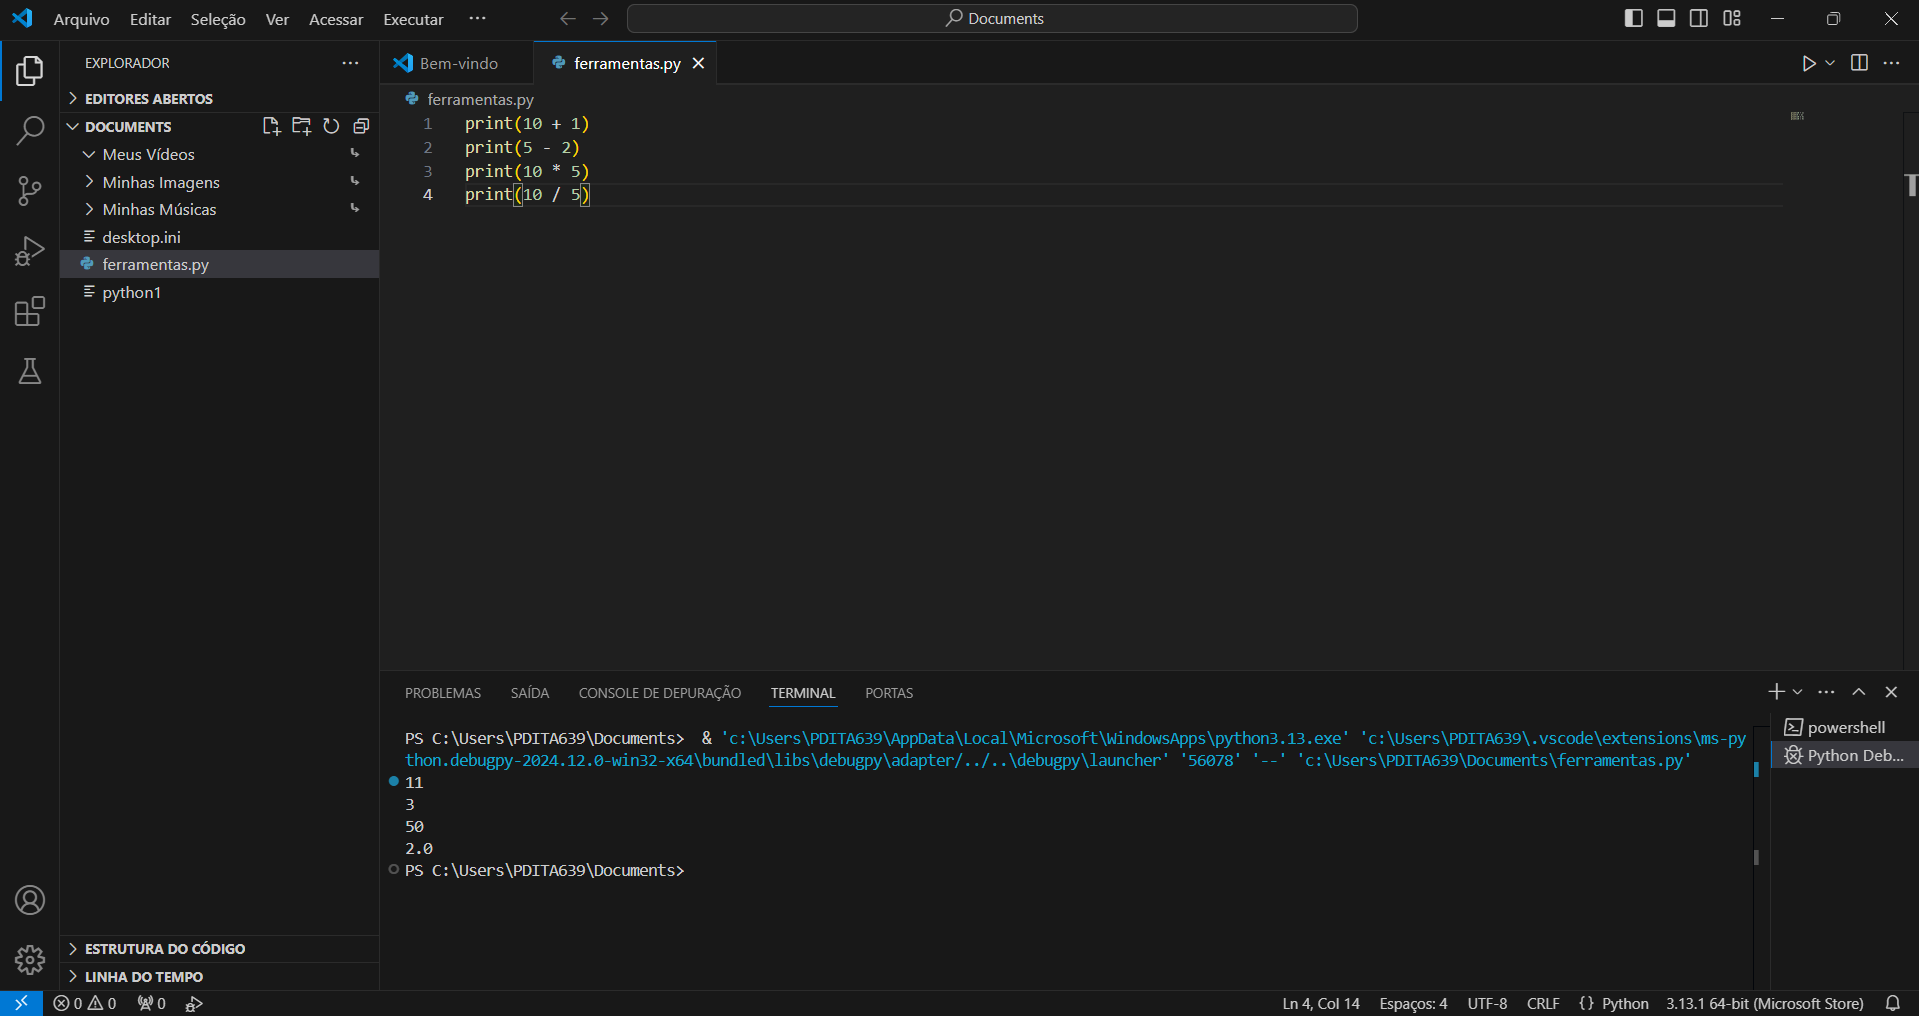 Arquivo Editar Seleção Ver Acessar Executar ··· Documents
EXPLORADOR ···
EDITORES ABERTOS
DOCUMENTS
Meus Vídeos
Minhas Imagens
Minhas Músicas
desktop.ini
ferramentas.py
python1
ESTRUTURA DO CÓDIGO
LINHA DO TEMPO
Bem-vindo ferramentas.py
ferramentas.py
1 print(10 + 1)
2 print(5 - 2)
3 print(10 * 5)
4 print(10 / 5)
PROBLEMAS SAÍDA CONSOLE DE DEPURAÇÃO TERMINAL PORTAS
PS C:\Users\PDITA639\Documents>  & 'c:\Users\PDITA639\AppData\Local\Microsoft\WindowsApps\python3.13.exe' 'c:\Users\PDITA639\.vscode\extensions\ms-py
thon.debugpy-2024.12.0-win32-x64\bundled\libs\debugpy\adapter/../..\debugpy\launcher' '56078' '--' 'c:\Users\PDITA639\Documents\ferramentas.py'
11
3
50
2.0
PS C:\Users\PDITA639\Documents>
powershell
Python Deb...
0 0 0 Ln 4, Col 14 Espaços: 4 UTF-8 CRLF {} Python 3.13.1 64-bit (Microsoft Store)